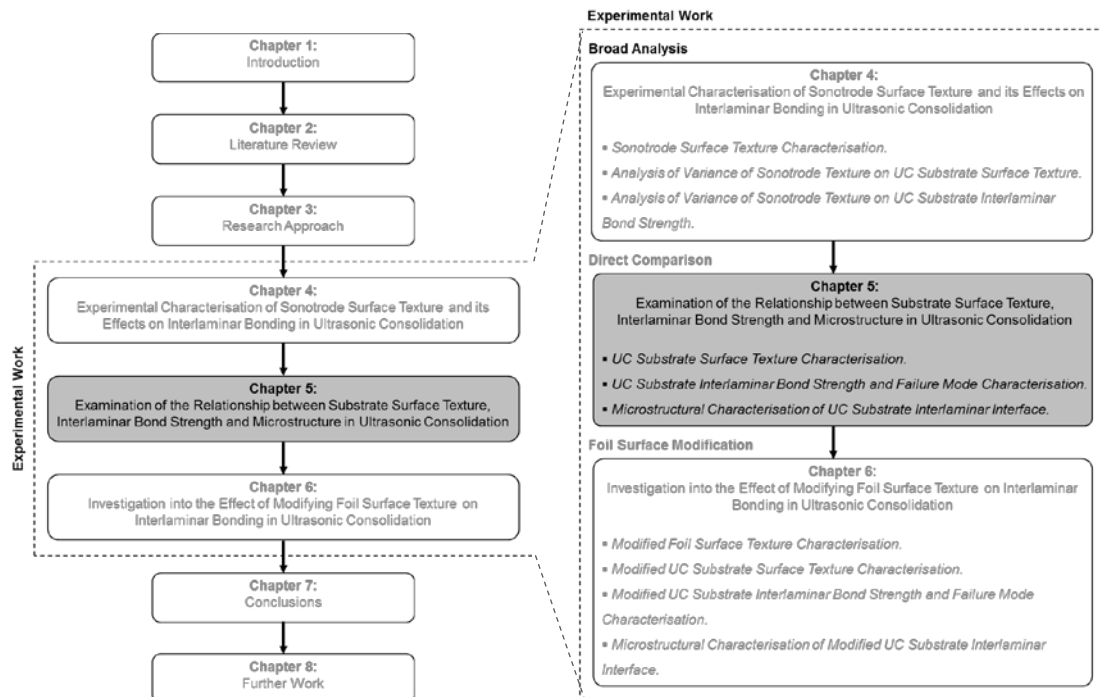 Chapter 1:
Introduction
Chapter 2:
Literature Review
Chapter 3:
Research Approach
Experimental Work
Chapter 4:
Experimental Characterisation of Sonotrode Surface Texture and its
Effects on Interlaminar Bonding in Ultrasonic Consolidation
Chapter 5:
Examination of the Relationship between Substrate Surface Texture,
Interlaminar Bond Strength and Microstructure in Ultrasonic Consolidation
Chapter 6:
Investigation into the Effect of Modifying Foil Surface Texture on
Interlaminar Bonding in Ultrasonic Consolidation
Chapter 7:
Conclusions
Chapter 8:
Further Work
Experimental Work
Broad Analysis
Chapter 4:
Experimental Characterisation of Sonotrode Surface Texture and its Effects on
Interlaminar Bonding in Ultrasonic Consolidation
▪ Sonotrode Surface Texture Characterisation.
▪ Analysis of Variance of Sonotrode Texture on UC Substrate Surface Texture.
▪ Analysis of Variance of Sonotrode Texture on UC Substrate Interlaminar
Bond Strength.
Direct Comparison
Chapter 5:
Examination of the Relationship between Substrate Surface Texture,
Interlaminar Bond Strength and Microstructure in Ultrasonic Consolidation
▪ UC Substrate Surface Texture Characterisation.
▪ UC Substrate Interlaminar Bond Strength and Failure Mode Characterisation.
▪ Microstructural Characterisation of UC Substrate Interlaminar Interface.
Foil Surface Modification
Chapter 6:
Investigation into the Effect of Modifying Foil Surface Texture on Interlaminar
Bonding in Ultrasonic Consolidation
▪ Modified Foil Surface Texture Characterisation.
▪ Modified UC Substrate Surface Texture Characterisation.
▪ Modified UC Substrate Interlaminar Bond Strength and Failure Mode
Characterisation.
▪ Microstructural Characterisation of Modified UC Substrate Interlaminar
Interface.